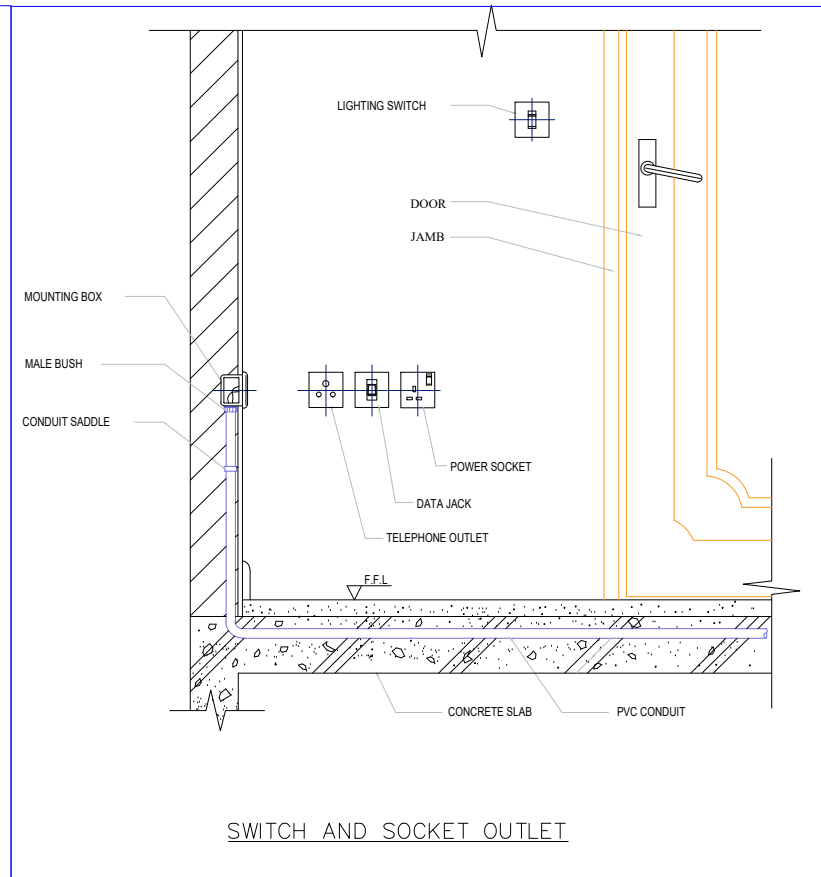 LIGHTING SWITCH
DOOR
JAMB
MOUNTING BOX
MALE BUSH
CONDUIT SADDLE
POWER SOCKET
DATA JACK
TELEPHONE OUTLET
F.F.L
CONCRETE SLAB
PVC CONDUIT
SWITCH AND SOCKET OUTLET